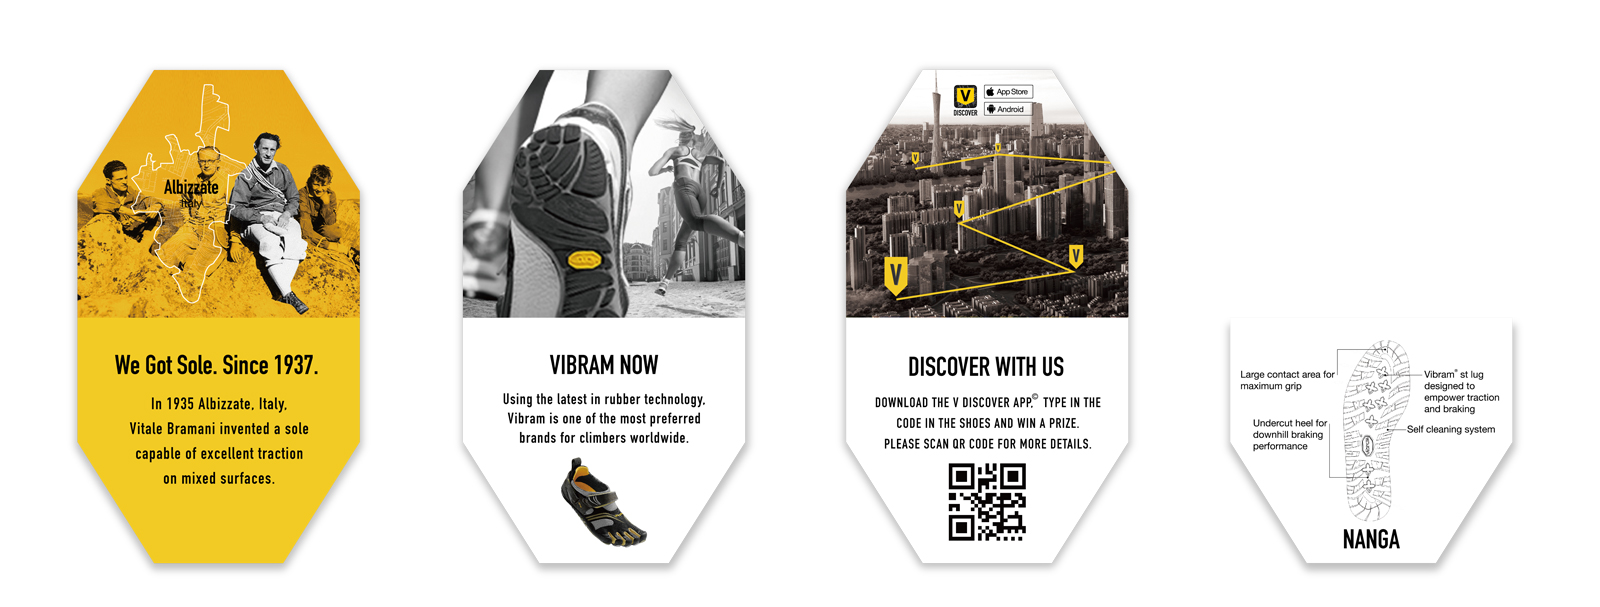 Albizzate
Italy
We Got Sole. Since 1937.
In 1935 Albizzate, Italy,
Vitale Bramani invented a sole
capable of excellent traction
on mixed surfaces.
VIBRAM NOW
Using the latest in rubber technology,
Vibram is one of the most preferred
brands for climbers worldwide.
V
DISCOVER
App Store
Android
V
V
V
V
V
DISCOVER WITH US
DOWNLOAD THE V DISCOVER APP,© TYPE IN THE
CODE IN THE SHOES AND WIN A PRIZE.
PLEASE SCAN QR CODE FOR MORE DETAILS.
Large contact area for
maximum grip
Vibram® st lug
designed to
empower traction
and braking
Undercut heel for
downhill braking
performance
Self cleaning system
NANGA